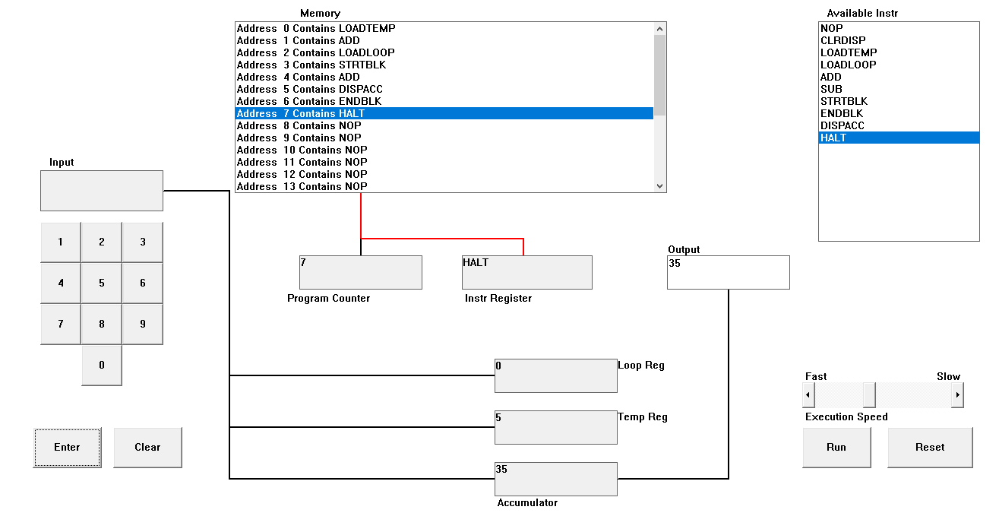 Memory
Address 0 Contains LOADTEMP
Address 1 Contains ADD
Address 2 Contains LOADLOOP
Address 3 Contains STRTBLK
Address 4 Contains ADD
Address 5 Contains DISPACC
Address 6 Contains ENDBLK
Address 7 Contains HALT
Address 8 Contains NOP
Address 9 Contains NOP
Address 10 Contains NOP
Address 11 Contains NOP
Address 12 Contains NOP
Address 13 Contains NOP
Available Instr
NOP
CLRDISP
LOADTEMP
LOADLOOP
ADD
SUB
STRTBLK
ENDBLK
DISPACC
HALT
Input
1 2 3
4 5 6
7 8 9
0
Enter Clear
7
Program Counter
HALT
Instr Register
Output
35
0
Loop Reg
5
Temp Reg
35
Accumulator
Fast Slow
Execution Speed
Run Reset